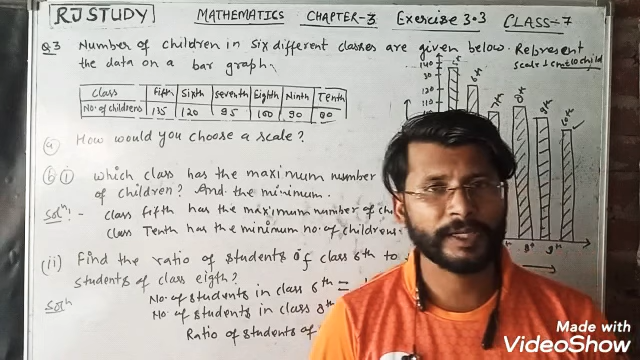 RJ STUDY MATHEMATICS CHAPTER-3 Exercise 3.3 CLASS-7
Q.3 Number of children in six different classes are given below. Represent
the data on a bar graph.
scale 1 cm = 10 child
Class Fifth Sixth seventh Eighth Ninth Tenth
No. of childrens 135 120 95 100 90 80
(a) How would you choose a scale?
(b) (i) which class has the maximum number
of children? And the minimum.
Solⁿ:- class fifth has the maximum number of ch
class Tenth has the minimum no. of childrens.
(ii) Find the ratio of students of class 6th to
students of class eigth?
Solⁿ No. of students in class 6th =
No. of students in class 8th
Ratio of students of
140
130
120
110
Made with
VideoShow